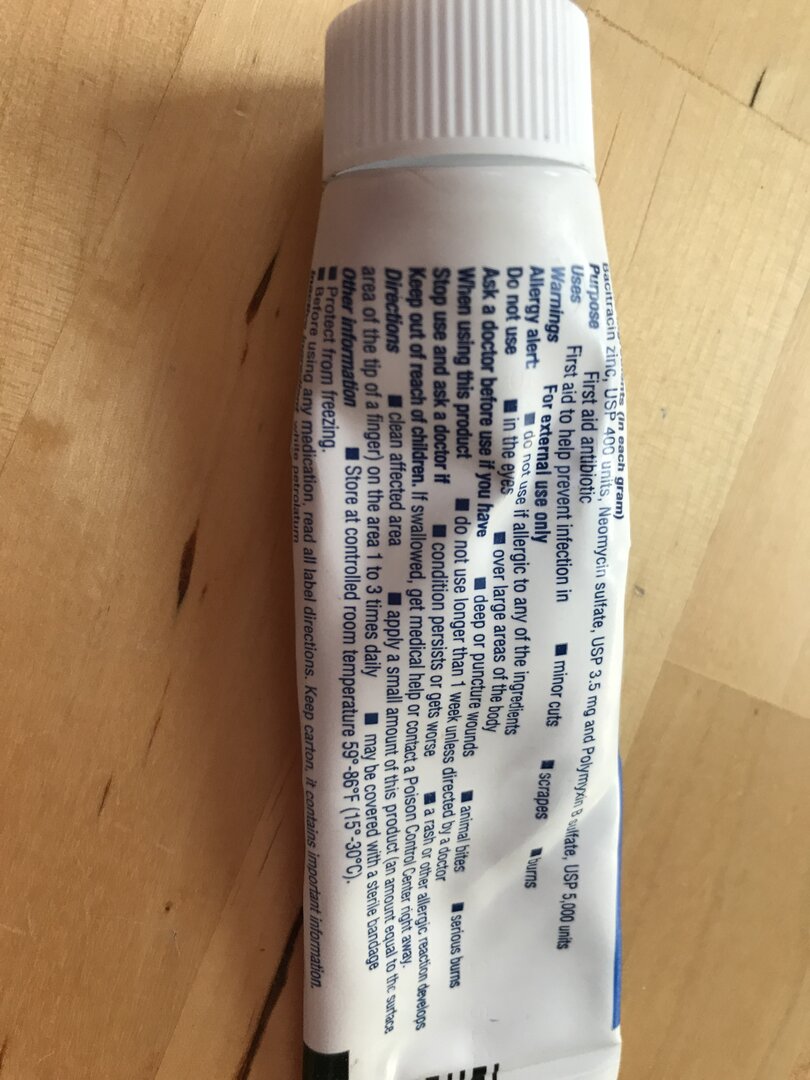 (in each gram)
Bacitracin zinc, USP 400 units, Neomycin sulfate, USP 3.5 mg and Polymyxin B sulfate, USP 5,000 units
Purpose First aid antibiotic
Uses First aid to help prevent infection in ■ minor cuts ■ scrapes ■ burns
Warnings For external use only
Allergy alert: ■ do not use if allergic to any of the ingredients
Do not use ■ in the eyes ■ over large areas of the body
Ask a doctor before use if you have ■ deep or puncture wounds ■ animal bites ■ serious burns
When using this product ■ do not use longer than 1 week unless directed by a doctor
Stop use and ask a doctor if ■ condition persists or gets worse ■ a rash or other allergic reaction develops
Keep out of reach of children. If swallowed, get medical help or contact a Poison Control Center right away.
Directions ■ clean affected area ■ apply a small amount of this product (an amount equal to the surface
area of the tip of a finger) on the area 1 to 3 times daily ■ may be covered with a sterile bandage
Other information ■ Store at controlled room temperature 59°-86°F (15°-30°C).
■ Protect from freezing.
■ Before using any medication, read all label directions. Keep carton, it contains important information.
white petrolatum